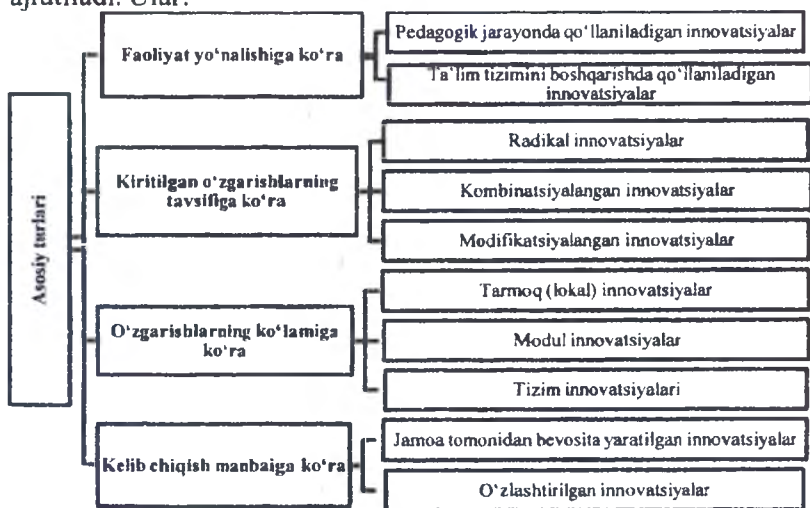 ajratiladi. Ular:
Asosiy turlari
Faoliyat yo‘nalishiga ko‘ra
Pedagogik jarayonda qo‘llaniladigan innovatsiyalar
Ta’lim tizimini boshqarishda qo‘llaniladigan
innovatsiyalar
Kiritilgan o‘zgarishlarning
tavsifiga ko‘ra
Radikal innovatsiyalar
Kombinatsiyalangan innovatsiyalar
Modifikatsiyalangan innovatsiyalar
O‘zgarishlarning ko‘lamiga
ko‘ra
Tarmoq (lokal) innovatsiyalar
Modul innovatsiyalar
Tizim innovatsiyalari
Kelib chiqish manbaiga ko‘ra
Jamoa tomonidan bevosita yaratilgan innovatsiyalar
O‘zlashtirilgan innovatsiyalar